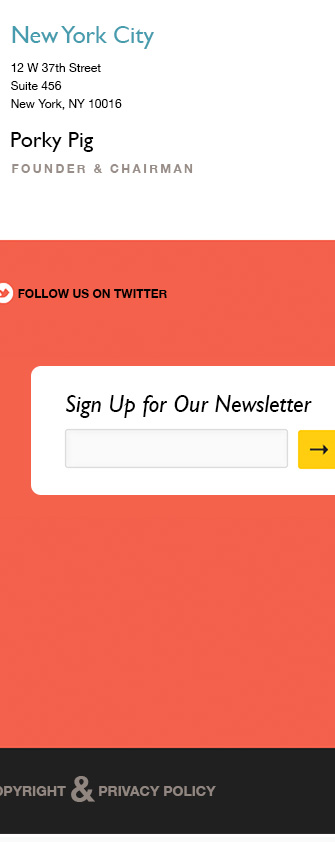 New York City
12 W 37th Street
Suite 456
New York, NY 10016
Porky Pig
FOUNDER & CHAIRMAN
FOLLOW US ON TWITTER
Sign Up for Our Newsletter
→
OPYRIGHT & PRIVACY POLICY